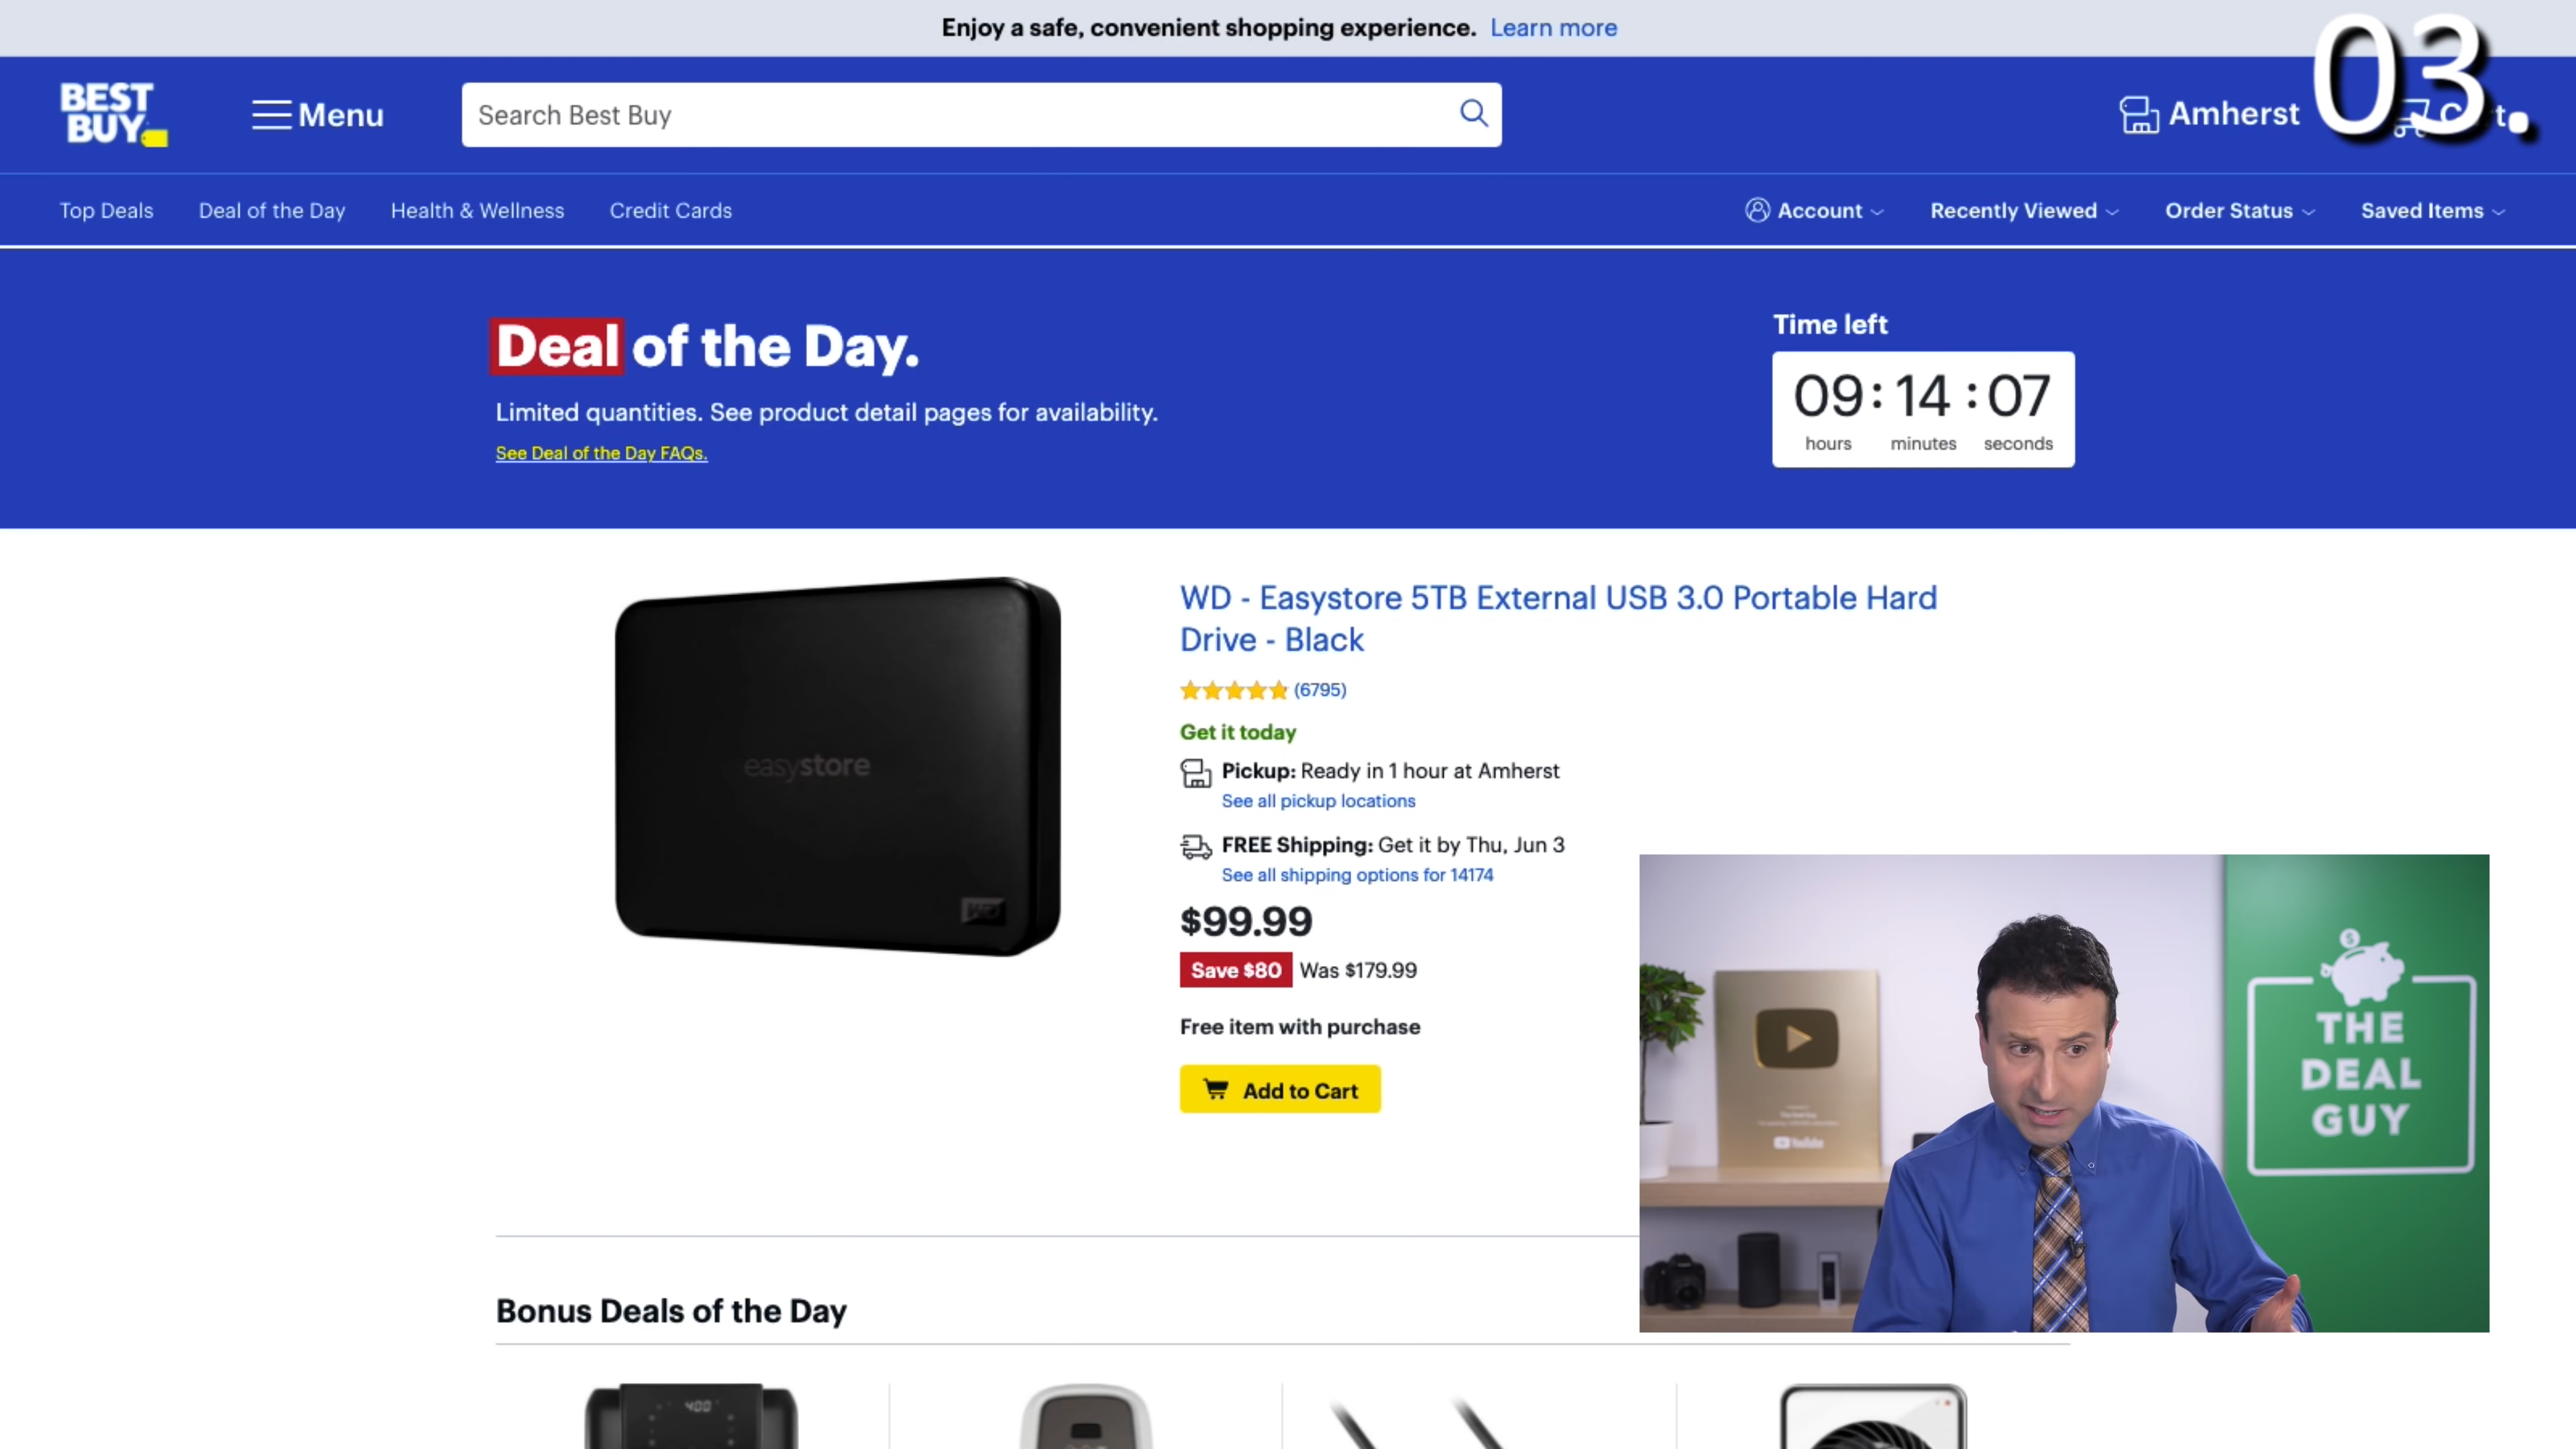 Enjoy a safe, convenient shopping experience. Learn more
03.
BEST
BUY
Menu
Search Best Buy
Amherst
Top Deals
Deal of the Day
Health & Wellness
Credit Cards
Account
Recently Viewed
Order Status
Saved Items
Deal of the Day.
Limited quantities. See product detail pages for availability.
See Deal of the Day FAQs.
Time left
09 : 14 : 07
hours minutes seconds
easystore
WD
WD - Easystore 5TB External USB 3.0 Portable Hard
Drive - Black
(6795)
Get it today
Pickup: Ready in 1 hour at Amherst
See all pickup locations
FREE Shipping: Get it by Thu, Jun 3
See all shipping options for 14174
$99.99
Save $80 Was $179.99
Free item with purchase
Add to Cart
YouTube
THE
DEAL
GUY
Bonus Deals of the Day
400